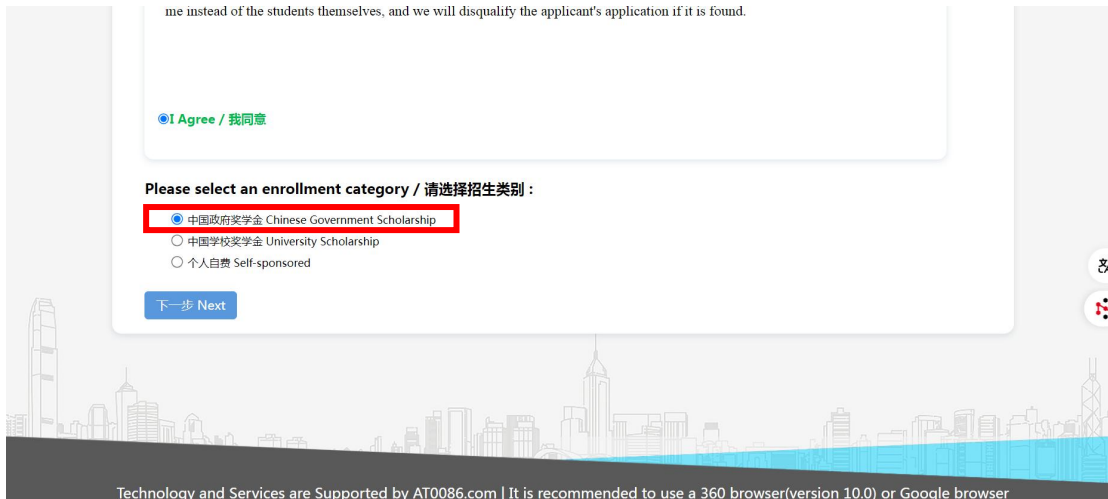 me instead of the students themselves, and we will disqualify the applicant's application if it is found.
I Agree / 我同意
Please select an enrollment category / 请选择招生类别：
中国政府奖学金 Chinese Government Scholarship
中国学校奖学金 University Scholarship
个人自费 Self-sponsored
下一步 Next
Technology and Services are Supported by AT0086.com | It is recommended to use a 360 browser(version 10.0) or Google browser